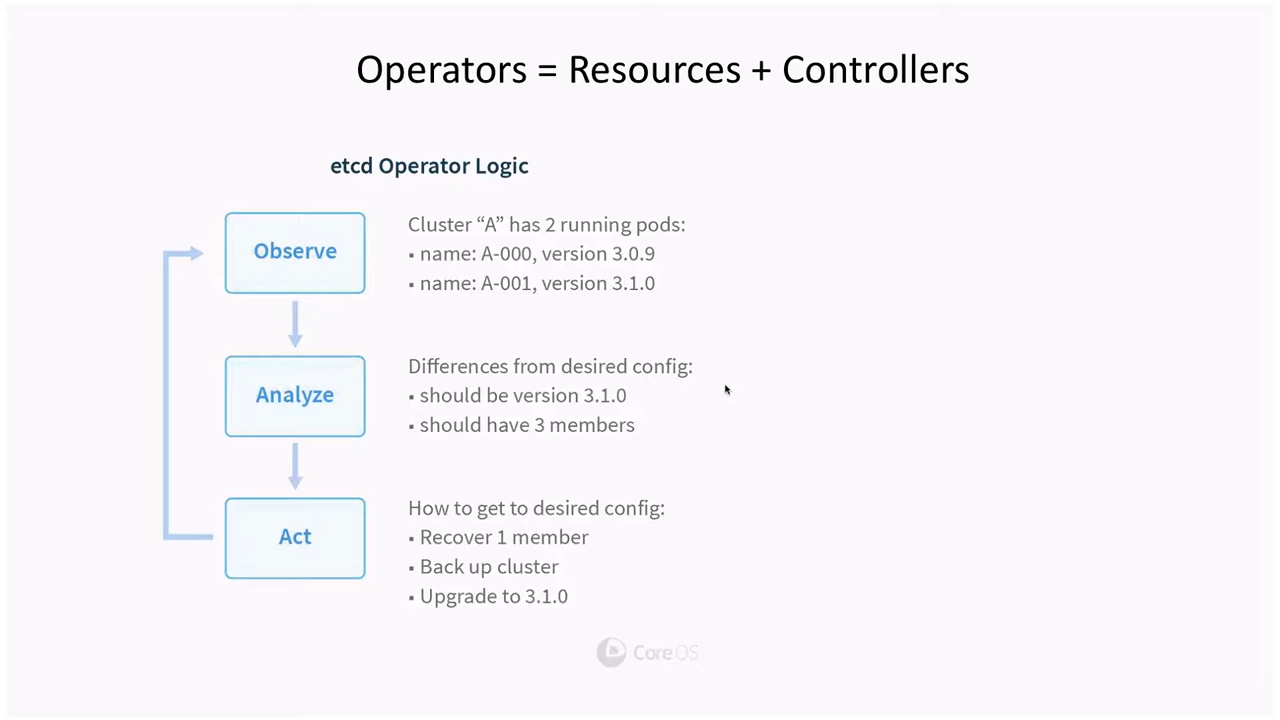 Operators = Resources + Controllers
etcd Operator Logic
Observe
Cluster “A” has 2 running pods:
▪ name: A-000, version 3.0.9
▪ name: A-001, version 3.1.0
Analyze
Differences from desired config:
▪ should be version 3.1.0
▪ should have 3 members
Act
How to get to desired config:
▪ Recover 1 member
▪ Back up cluster
▪ Upgrade to 3.1.0
CoreOS